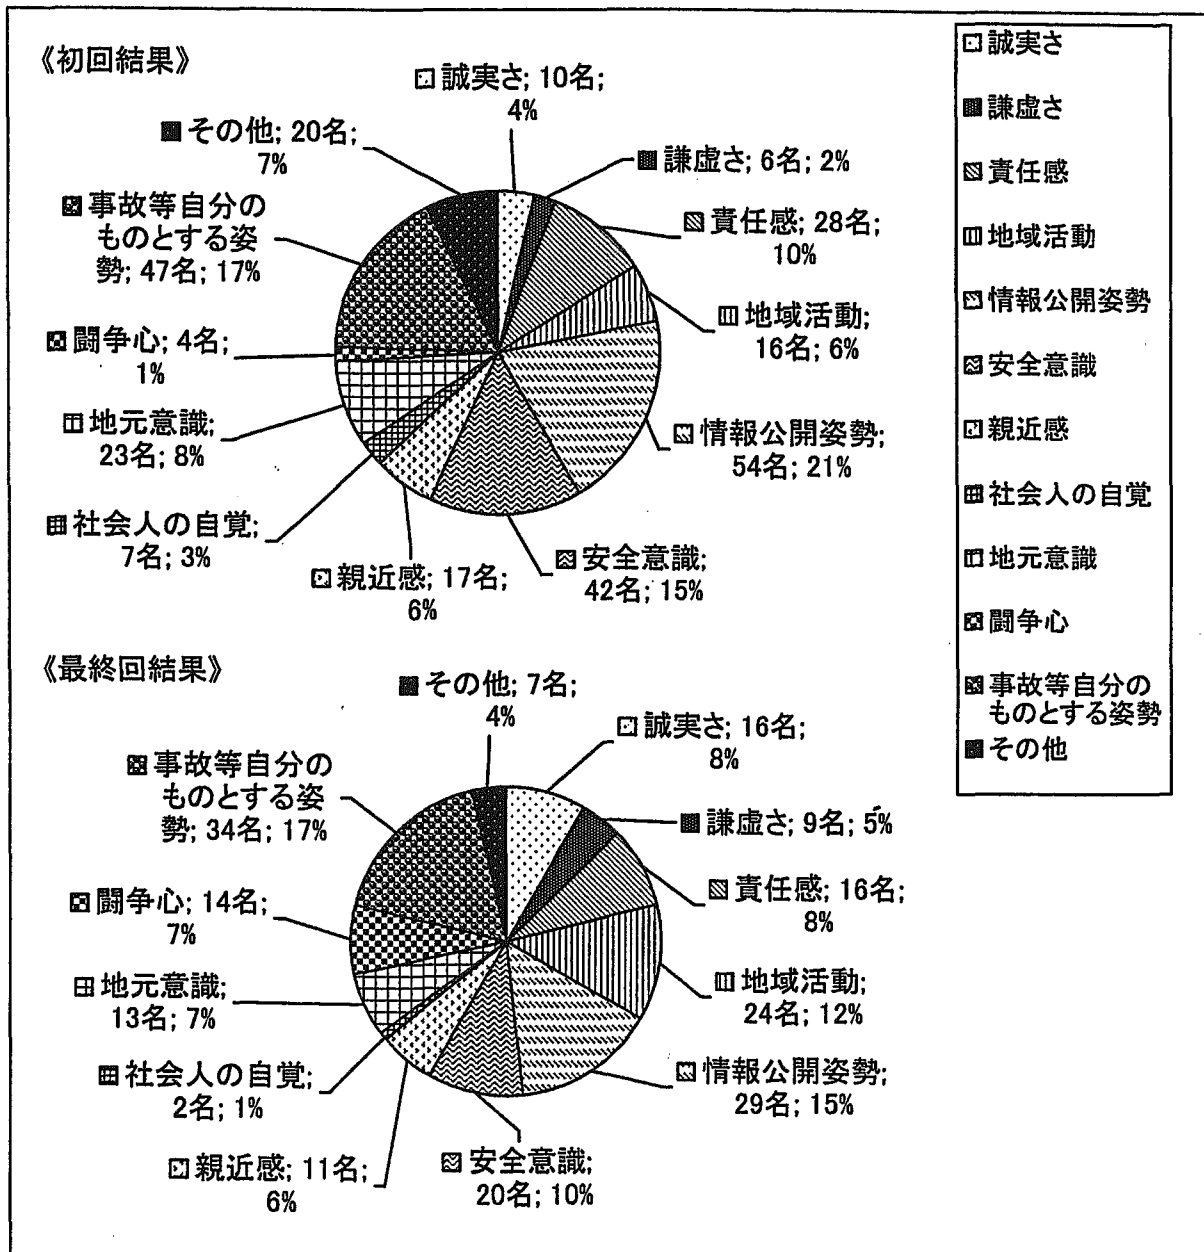 《初回結果》
誠実さ; 10名;
4%
その他; 20名;
7%
謙虚さ; 6名; 2%
事故等自分の
ものとする姿
勢; 47名; 17%
責任感; 28名;
10%
地域活動;
16名; 6%
闘争心; 4名;
1%
地元意識;
23名; 8%
情報公開姿勢;
54名; 21%
社会人の自覚;
7名; 3%
親近感; 17名;
6%
安全意識;
42名; 15%
《最終回結果》
その他; 7名;
4%
誠実さ; 16名;
8%
事故等自分の
ものとする姿
勢; 34名; 17%
謙虚さ; 9名; 5%
責任感; 16名;
8%
闘争心; 14名;
7%
地元意識;
13名; 7%
地域活動;
24名; 12%
社会人の自覚;
2名; 1%
情報公開姿勢;
29名; 15%
親近感; 11名;
6%
安全意識;
20名; 10%
誠実さ
謙虚さ
責任感
地域活動
情報公開姿勢
安全意識
親近感
社会人の自覚
地元意識
闘争心
事故等自分の
ものとする姿勢
その他